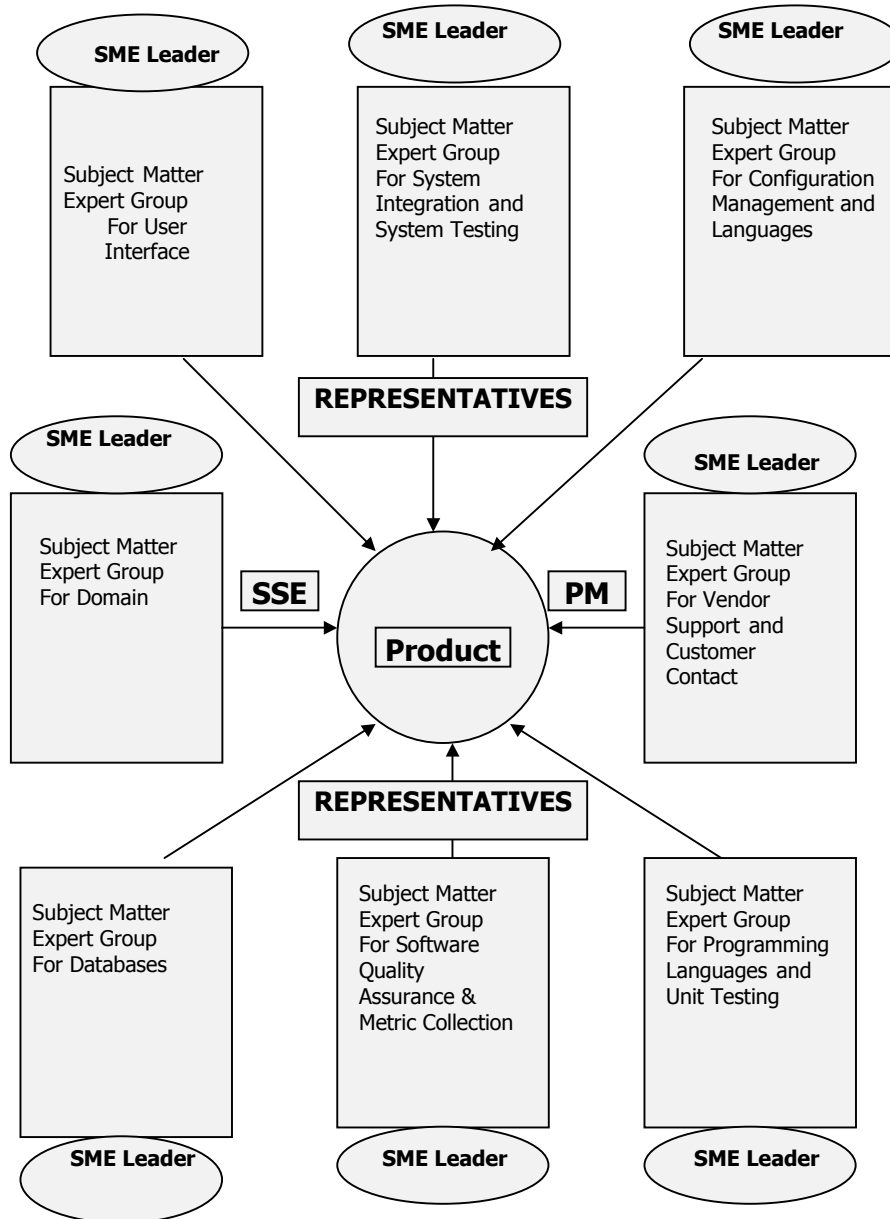 SME Leader
SME Leader
SME Leader
Subject Matter
Expert Group
For User
Interface
Subject Matter
Expert Group
For System
Integration and
System Testing
Subject Matter
Expert Group
For Configuration
Management and
Languages
REPRESENTATIVES
SME Leader
SME Leader
Subject Matter
Expert Group
For Domain
SSE
Product
PM
Subject Matter
Expert Group
For Vendor
Support and
Customer
Contact
REPRESENTATIVES
Subject Matter
Expert Group
For Databases
Subject Matter
Expert Group
For Software
Quality
Assurance &
Metric Collection
Subject Matter
Expert Group
For Programming
Languages and
Unit Testing
SME Leader
SME Leader
SME Leader